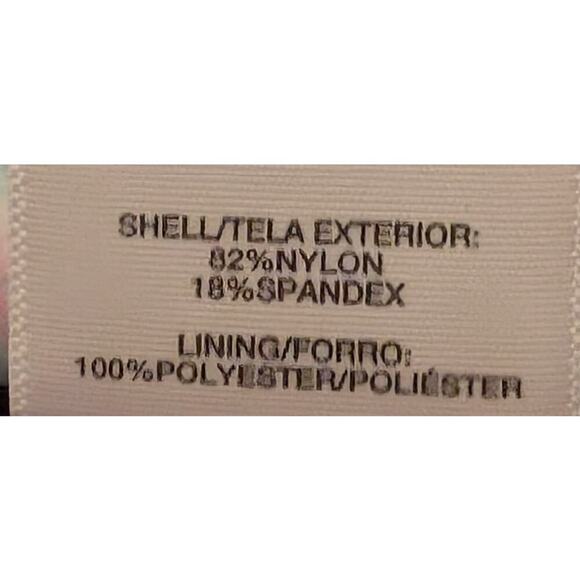 SHELL/TELA EXTERIOR:
82%NYLON
18%SPANDEX
LINING/FORRO:
100%POLYESTER/POLIÉSTER